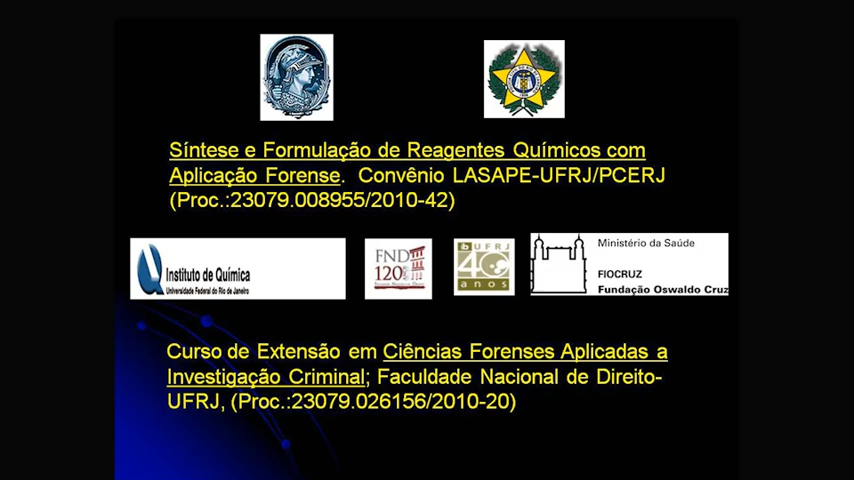 Síntese e Formulação de Reagentes Químicos com
Aplicação Forense. Convênio LASAPE-UFRJ/PCERJ
(Proc.:23079.008955/2010-42)
Instituto de Química
Universidade Federal do Rio de Janeiro
FND
120
ib UFRJ
40
anos
Ministério da Saúde
FIOCRUZ
Fundação Oswaldo Cruz
Curso de Extensão em Ciências Forenses Aplicadas a
Investigação Criminal; Faculdade Nacional de Direito-
UFRJ, (Proc.:23079.026156/2010-20)